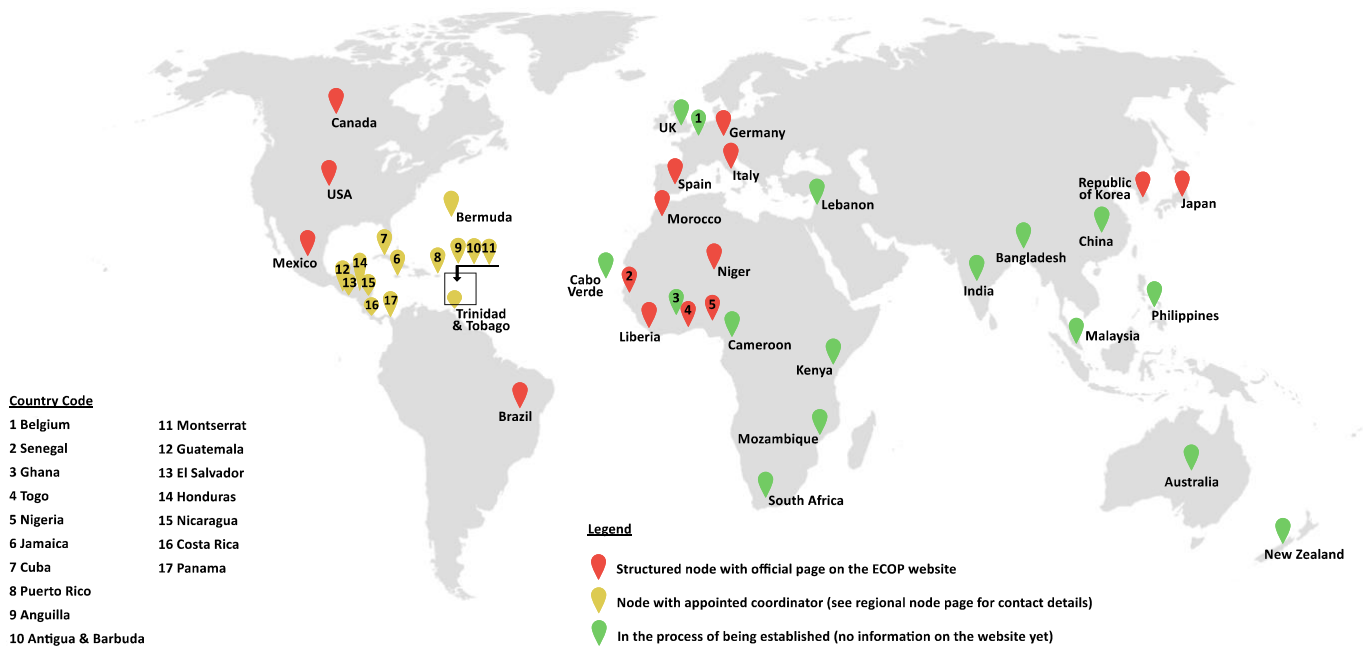 Canada
USA
Mexico
Bermuda
7
6
8
9
10
11
12
14
13
15
16
17
Trinidad
& Tobago
Brazil
UK
1
Germany
Italy
Spain
Morocco
Lebanon
Republic
of Korea
Japan
China
Bangladesh
India
Philippines
Malaysia
Cabo
Verde
2
Niger
3
4
5
Liberia
Cameroon
Kenya
Mozambique
South Africa
Australia
New Zealand
Country Code
1 Belgium
2 Senegal
3 Ghana
4 Togo
5 Nigeria
6 Jamaica
7 Cuba
8 Puerto Rico
9 Anguilla
10 Antigua & Barbuda
11 Montserrat
12 Guatemala
13 El Salvador
14 Honduras
15 Nicaragua
16 Costa Rica
17 Panama
Legend
Structured node with official page on the ECOP website
Node with appointed coordinator (see regional node page for contact details)
In the process of being established (no information on the website yet)